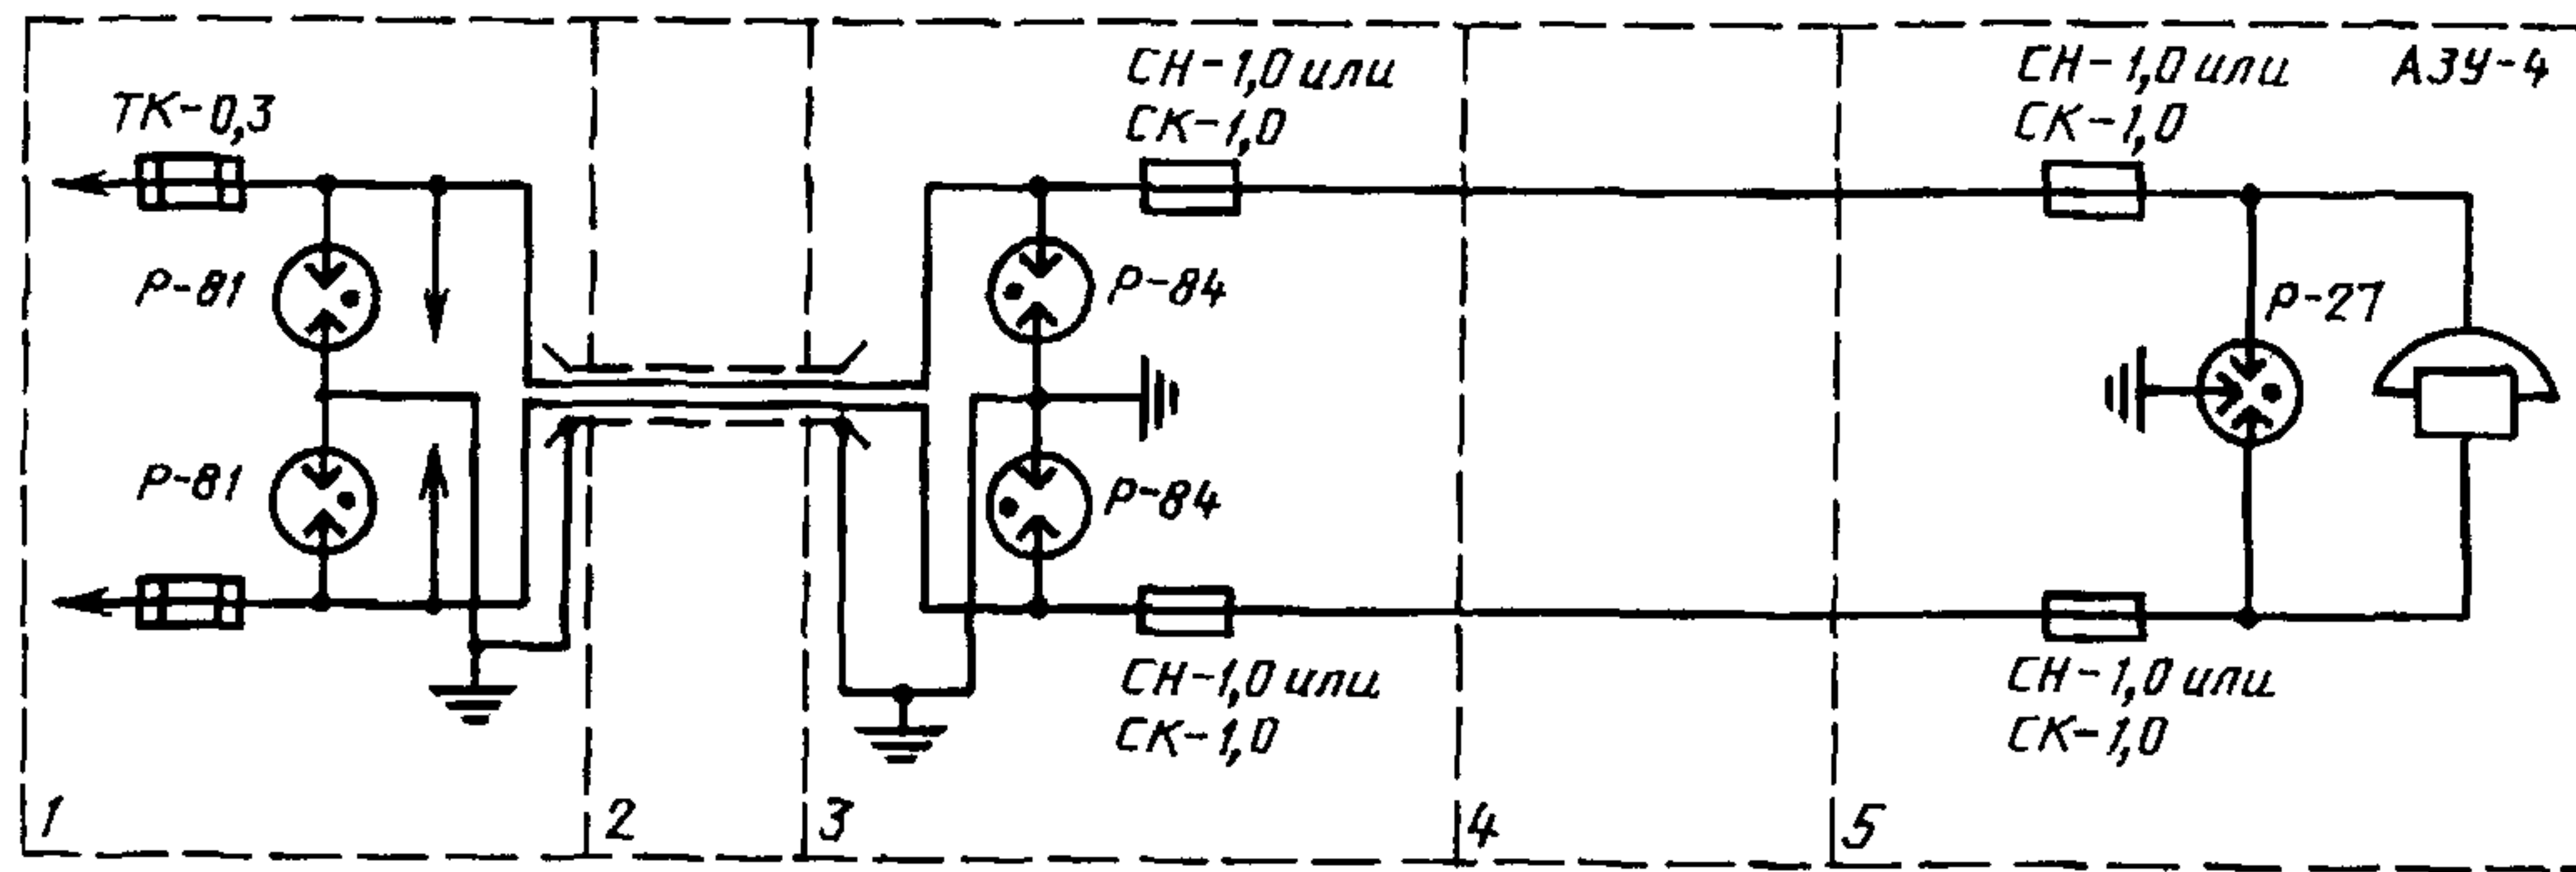 СН-1,0 или
СК-1,0
СН-1,0 или
СК-1,0
АЗУ-4
ТК-0,3
Р-81
Р-84
Р-27
Р-81
Р-84
СН-1,0 или
СК-1,0
СН-1,0 или
СК-1,0
1
2
3
4
5